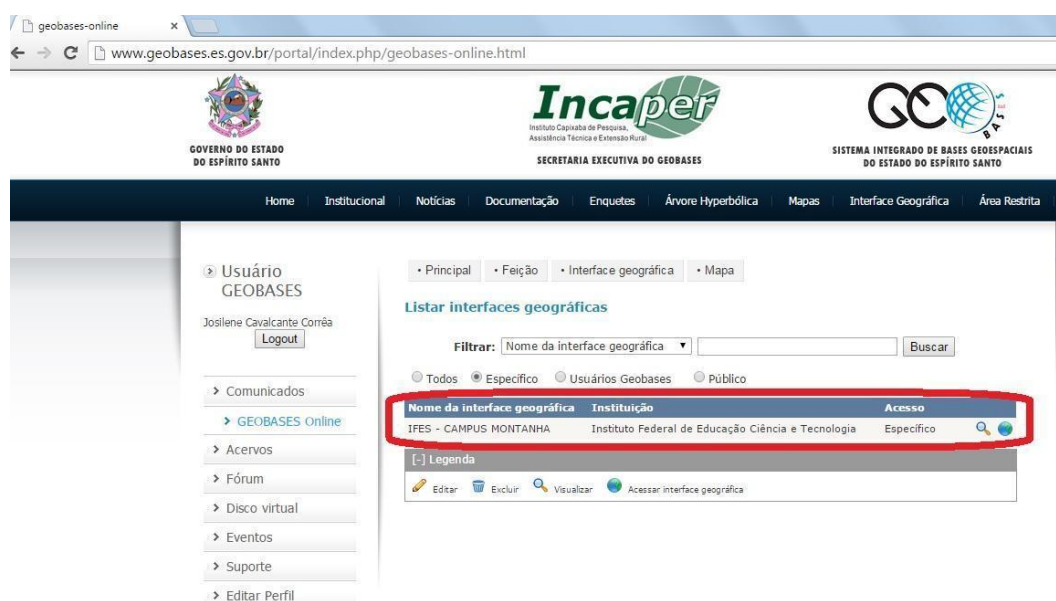 geobases-online
www.geobases.es.gov.br/portal/index.php/geobases-online.html
GOVERNO DO ESTADO
DO ESPÍRITO SANTO
Incaper
Instituto Capixaba de Pesquisa,
Assistência Técnica e Extensão Rural
SECRETARIA EXECUTIVA DO GEOBASES
GEO
BASES
SISTEMA INTEGRADO DE BASES GEOESPACIAIS
DO ESTADO DO ESPÍRITO SANTO
Home Institucional Notícias Documentação Enquetes Árvore Hyperbólica Mapas Interface Geográfica Área Restrita
Usuário
GEOBASES
Josilene Cavalcante Corrêa
Logout
Comunicados
GEOBASES Online
Acervos
Fórum
Disco virtual
Eventos
Suporte
Editar Perfil
• Principal • Feição • Interface geográfica • Mapa
Listar interfaces geográficas
Filtrar: Nome da interface geográfica Buscar
Todos Específico Usuários Geobases Público
Nome da interface geográfica Instituição Acesso
IFES - CAMPUS MONTANHA Instituto Federal de Educação Ciência e Tecnologia Específico
[-] Legenda
Editar Excluir Visualizar Acessar interface geográfica